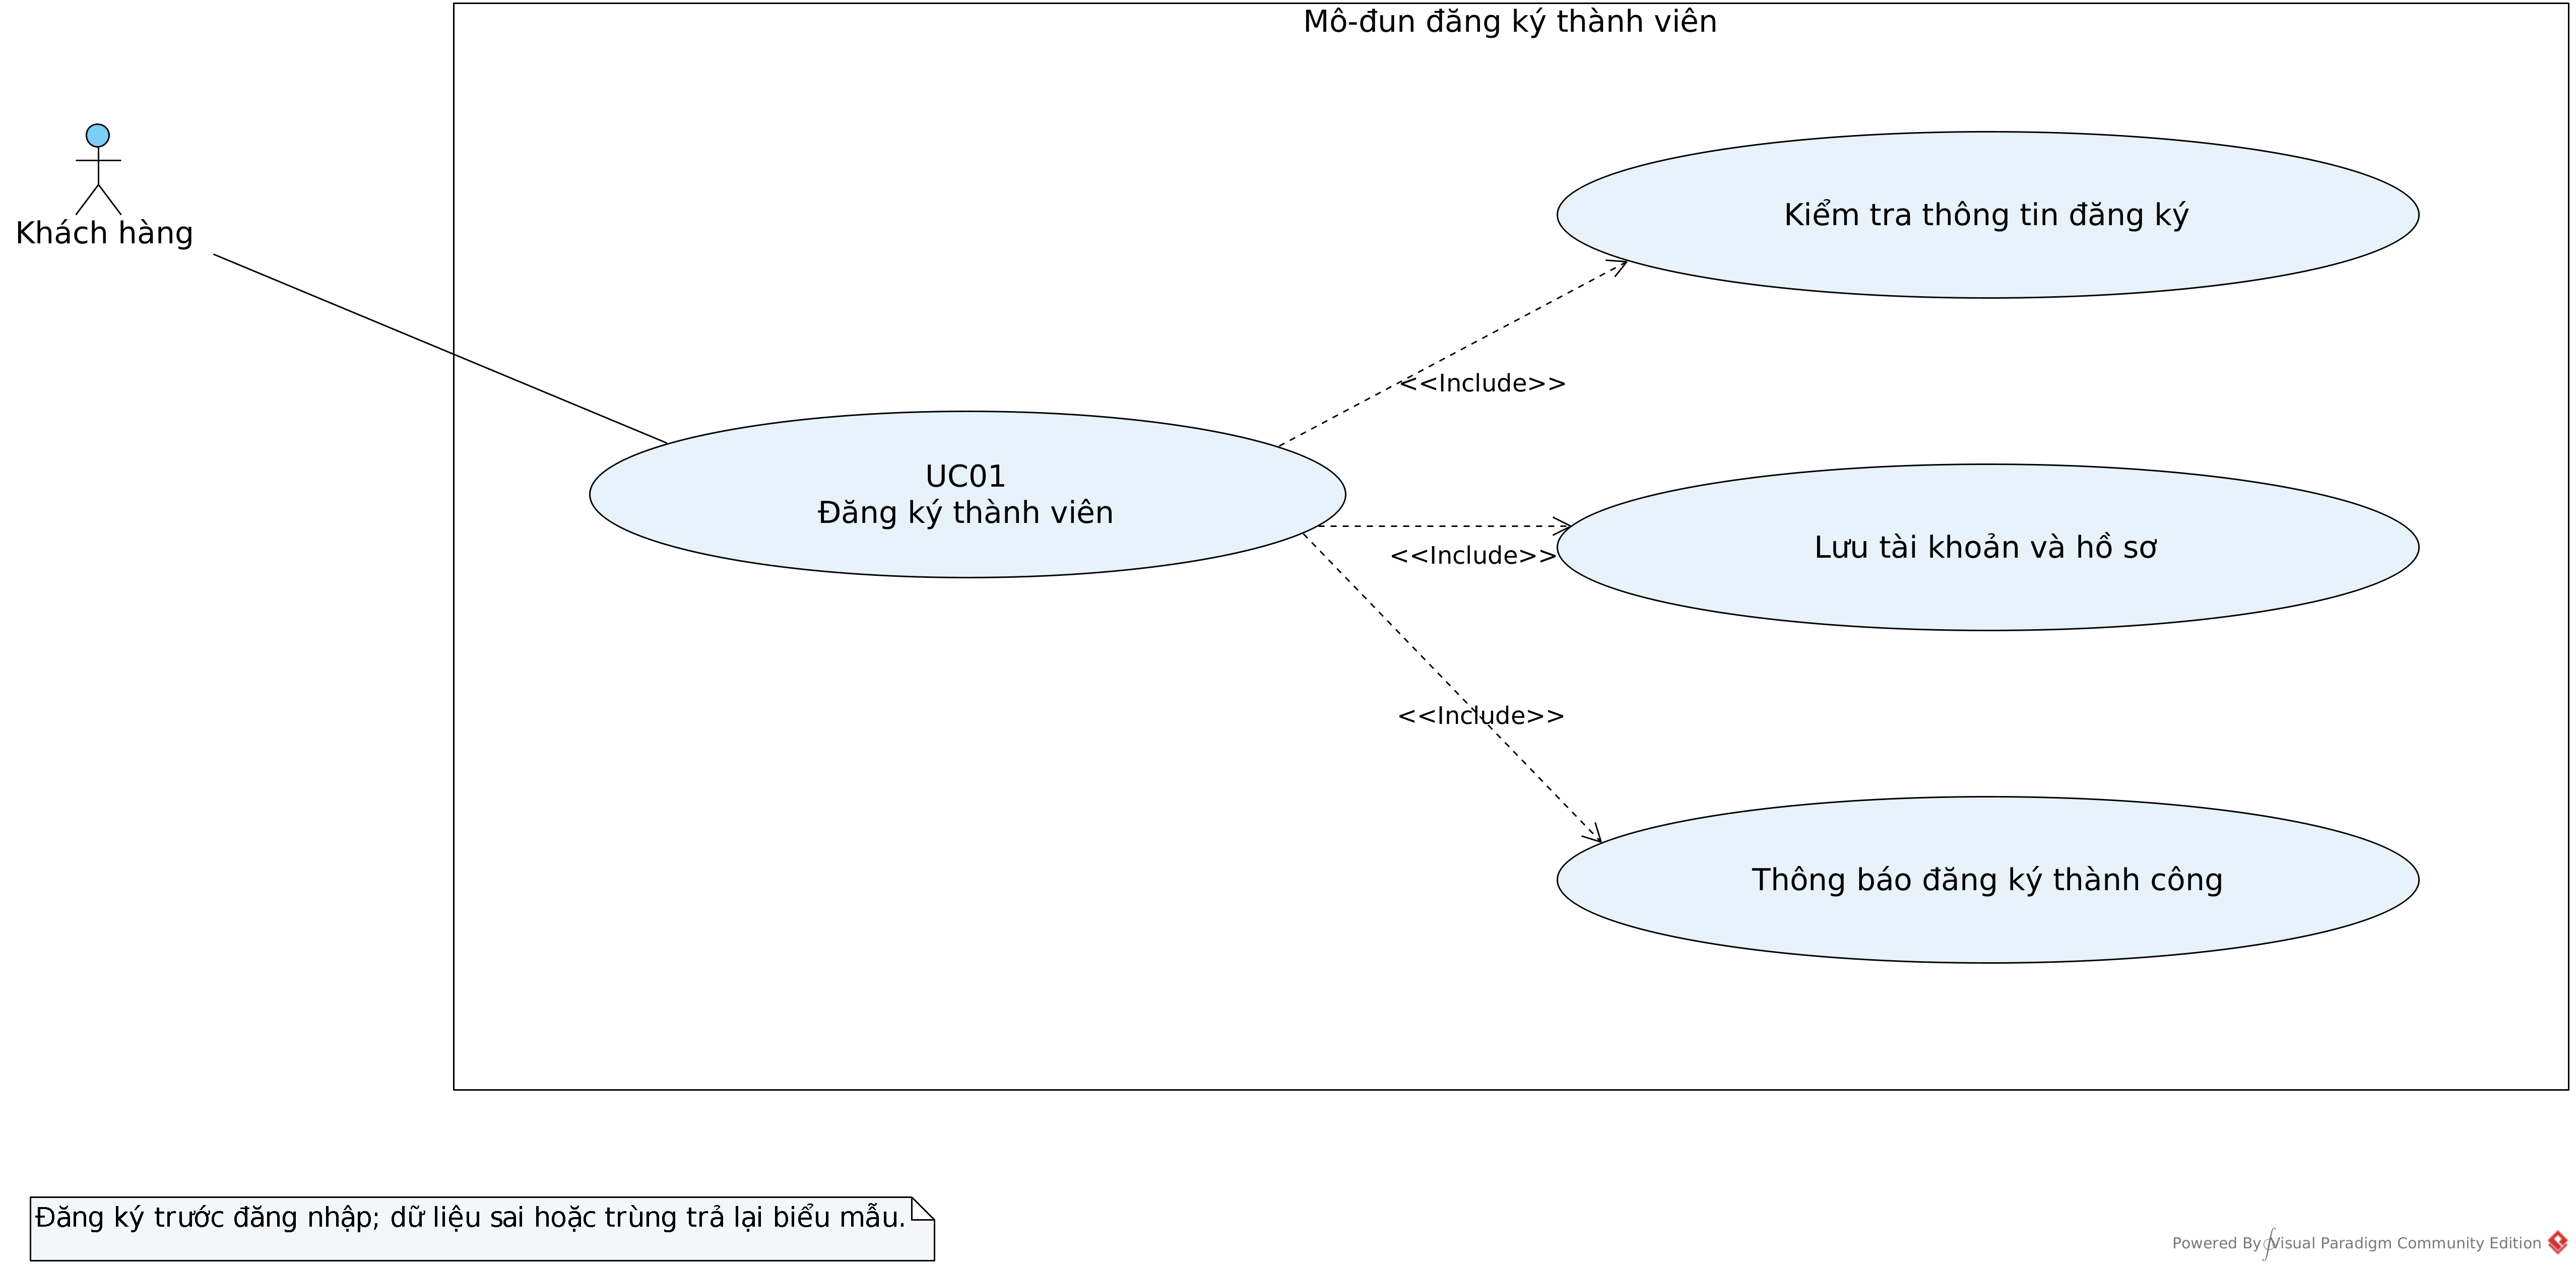 Mô-đun đăng ký thành viên
Khách hàng
Kiểm tra thông tin đăng ký
<<Include>>
UC01
Đăng ký thành viên
Lưu tài khoản và hồ sơ
<<Include>>
<<Include>>
Thông báo đăng ký thành công
Đăng ký trước đăng nhập; dữ liệu sai hoặc trùng trả lại biểu mẫu.
Powered By Visual Paradigm Community Edition